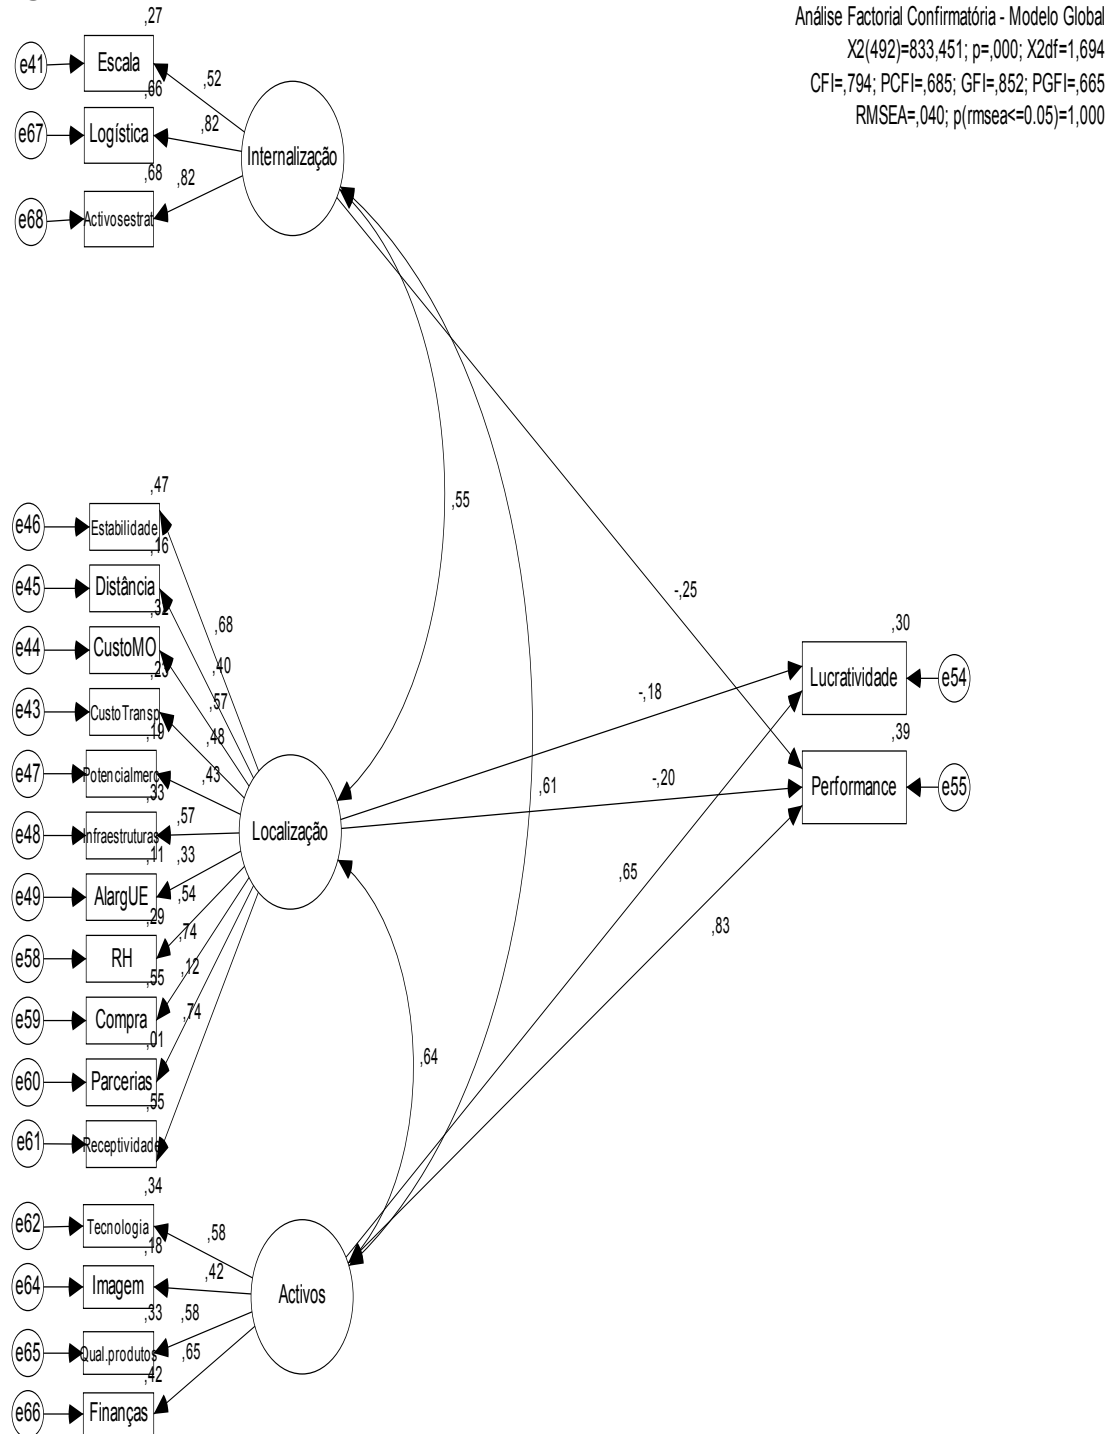 Análise Factorial Confirmatória - Modelo Global
X2(492)=833,451; p=,000; X2df=1,694
CFI=,794; PCFI=,685; GFI=,852; PGFI=,665
RMSEA=,040; p(rmsea<=0.05)=1,000
,27
e41
Escala
,52
,66
e67
Logística
,82
Internalização
,68
,82
e68
Activosestrat
,55
,47
e46
Estabilidade
,16
e45
Distância
,32
,68
e44
CustoMO
,40
,23
,57
e43
CustoTransp
,48
,19
e47
Potencialmerc
,43
,33
e48
Infraestruturas
,57
Localização
,11
,33
e49
AlargUE
,54
,29
,74
e58
RH
,12
,55
e59
Compra
,74
,01
e60
Parcerias
,55
e61
Receptividade
-,25
,30
Lucratividade
e54
-,18
,39
-,20
Performance
e55
,61
,65
,83
,64
,34
e62
Tecnologia
,58
,18
e64
Imagem
,42
Activos
,33
,58
e65
Qual.produtos
,65
,42
e66
Finanças